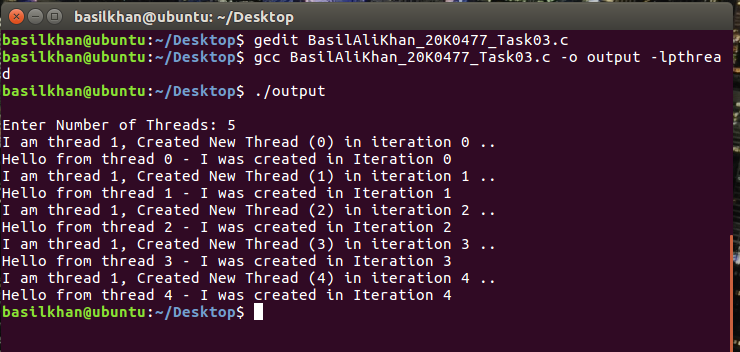 basilkhan@ubuntu: ~/Desktop
basilkhan@ubuntu:~/Desktop$ gedit BasilAliKhan_20K0477_Task03.c
basilkhan@ubuntu:~/Desktop$ gcc BasilAliKhan_20K0477_Task03.c -o output -lpthrea
d
basilkhan@ubuntu:~/Desktop$ ./output
Enter Number of Threads: 5
I am thread 1, Created New Thread (0) in iteration 0 ..
Hello from thread 0 - I was created in Iteration 0
I am thread 1, Created New Thread (1) in iteration 1 ..
Hello from thread 1 - I was created in Iteration 1
I am thread 1, Created New Thread (2) in iteration 2 ..
Hello from thread 2 - I was created in Iteration 2
I am thread 1, Created New Thread (3) in iteration 3 ..
Hello from thread 3 - I was created in Iteration 3
I am thread 1, Created New Thread (4) in iteration 4 ..
Hello from thread 4 - I was created in Iteration 4
basilkhan@ubuntu:~/Desktop$